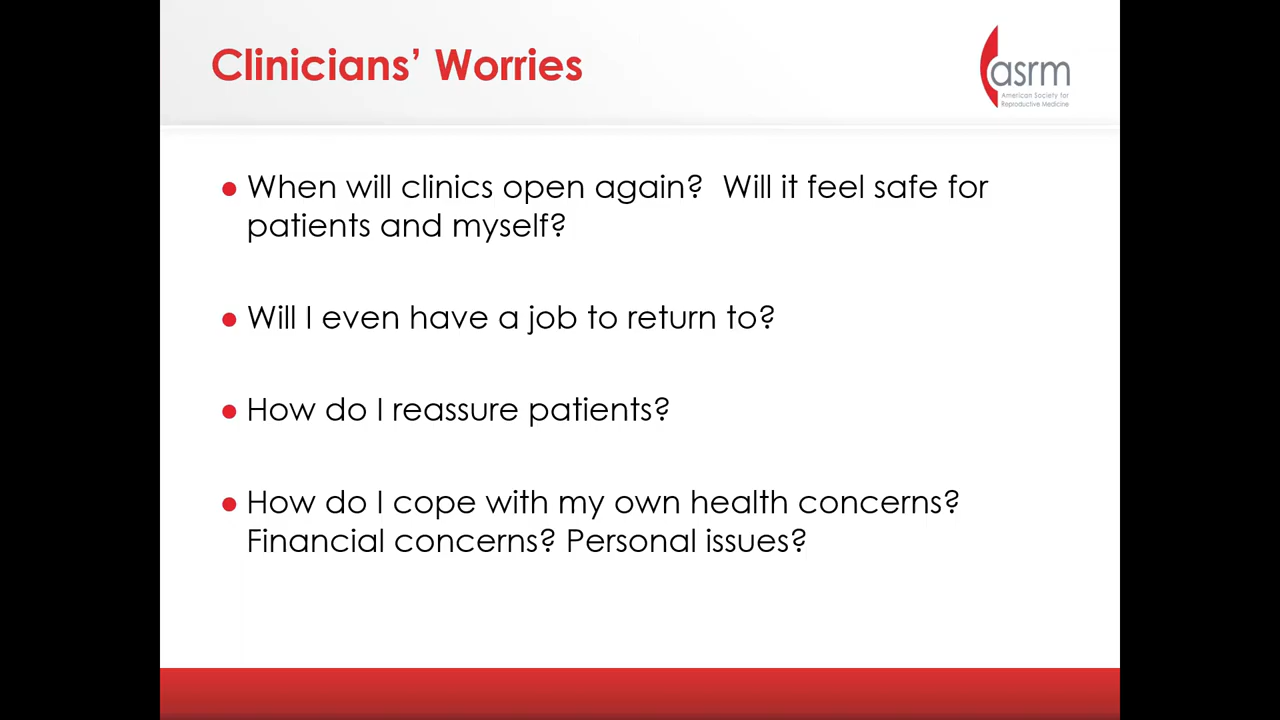 Clinicians’ Worries
asrm
American Society for
Reproductive Medicine
When will clinics open again?  Will it feel safe for
patients and myself?
Will I even have a job to return to?
How do I reassure patients?
How do I cope with my own health concerns?
Financial concerns? Personal issues?